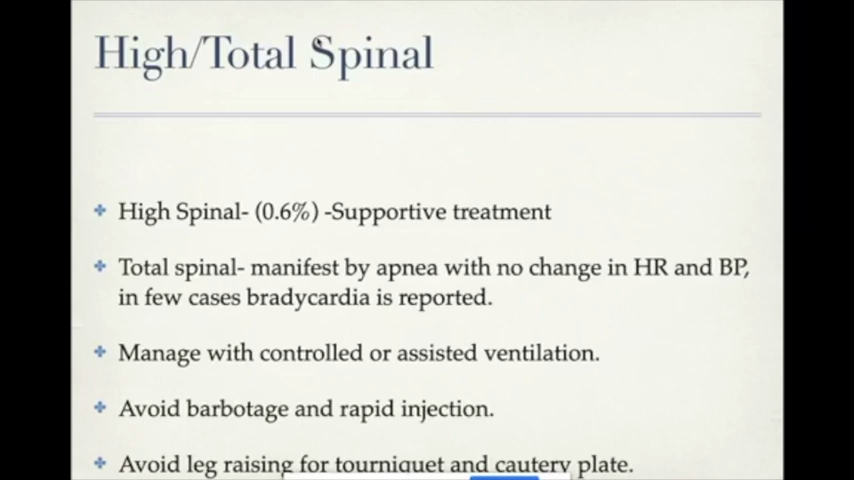 High/Total Spinal
High Spinal- (0.6%) -Supportive treatment
Total spinal- manifest by apnea with no change in HR and BP,
in few cases bradycardia is reported.
Manage with controlled or assisted ventilation.
Avoid barbotage and rapid injection.
Avoid leg raising for tourniquet and cautery plate.